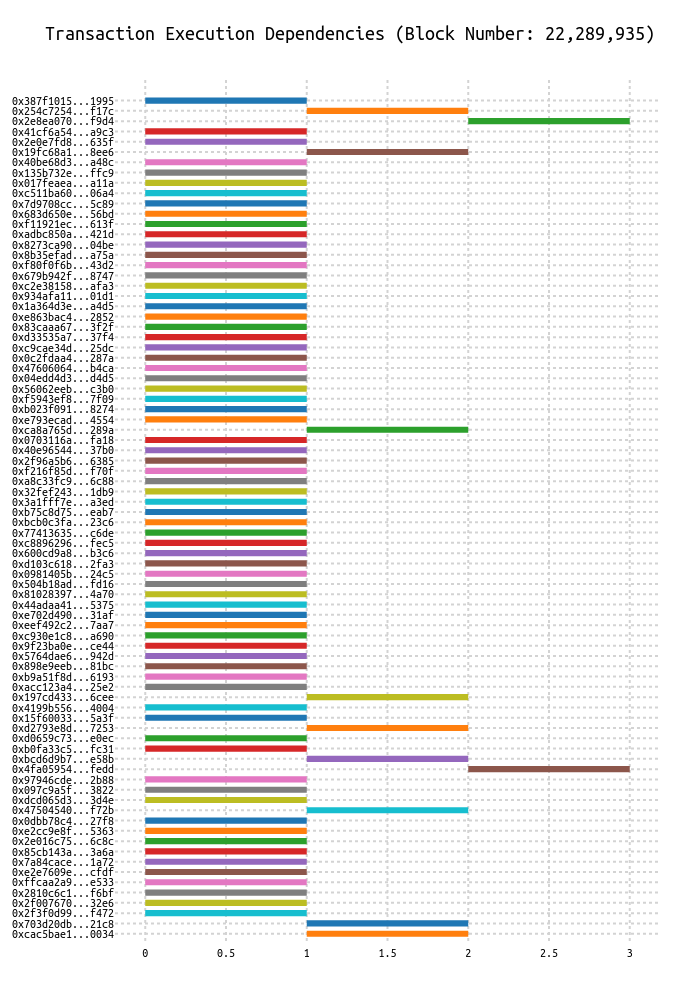 Transaction Execution Dependencies (Block Number: 22,289,935)
0x387f1015...1995
0x254c7254...f17c
0x2e8ea070...f9d4
0x41cf6a54...a9c3
0x2e0e7fd8...635f
0x19fc68a1...8ee6
0x40be68d3...a48c
0x135b732e...ffc9
0x017feaea...a11a
0xc511ba60...06a4
0x7d9708cc...5c89
0x683d650e...56bd
0xf11921ec...613f
0xadbc850a...421d
0x8273ca90...04be
0x8b35efad...a75a
0xf80f0f6b...43d2
0x679b942f...8747
0xc2e38158...afa3
0x934afa11...01d1
0x1a364d3e...a4d5
0xe863bac4...2852
0x83caaa67...3f2f
0xd33535a7...37f4
0xc9cae34d...25dc
0x0c2fdaa4...287a
0x47606064...b4ca
0x04edd4d3...d4d5
0x56062eeb...c3b0
0xf5943ef8...7f09
0xb023f091...8274
0xe793ecad...4554
0xca8a765d...289a
0x0703116a...fa18
0x40e96544...37b0
0x2f96a5b6...6385
0xf216f85d...f70f
0xa8c33fc9...6c88
0x32fef243...1db9
0x3a1fff7e...a3ed
0xb75c8d75...eab7
0xbcb0c3fa...23c6
0x77413635...c6de
0xc8896296...fec5
0x600cd9a8...b3c6
0xd103c618...2fa3
0x0981405b...24c5
0x504b18ad...fd16
0x81028397...4a70
0x44adaa41...5375
0xe702d490...31af
0xeef492c2...7aa7
0xc930e1c8...a690
0x9f23ba0e...ce44
0x5764dae6...942d
0x898e9eeb...81bc
0xb9a51f8d...6193
0xacc123a4...25e2
0x197cd433...6cee
0x4199b556...4004
0x15f60033...5a3f
0xd2793e8d...7253
0xd0659c73...e0ec
0xb0fa33c5...fc31
0xbcd6d9b7...e58b
0x4fa05954...fedd
0x97946cde...2b88
0x097c9a5f...3822
0xdcd065d3...3d4e
0x47504540...f72b
0x0dbb78c4...27f8
0xe2cc9e8f...5363
0x2e016c75...6c8c
0x85cb143a...3a6a
0x7a84cace...1a72
0xe2e7609e...cfdf
0xffcaa2a9...e533
0x2810c6c1...f6bf
0x2f007670...32e6
0x2f3f0d99...f472
0x703d20db...21c8
0xcac5bae1...0034
0 0.5 1 1.5 2 2.5 3